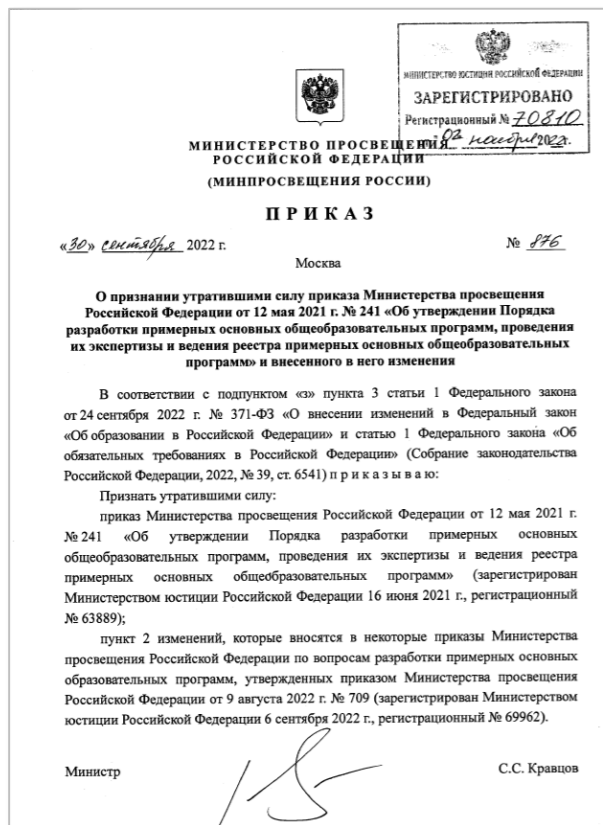 МИНИСТЕРСТВО ЮСТИЦИИ РОССИЙСКОЙ ФЕДЕРАЦИИ
ЗАРЕГИСТРИРОВАНО
Регистрационный № 70810
от "02 ноября 2022.
МИНИСТЕРСТВО ПРОСВЕЩЕНИЯ
РОССИЙСКОЙ ФЕДЕРАЦИИ
(МИНПРОСВЕЩЕНИЯ РОССИИ)
ПРИКАЗ
«30» сентября 2022 г.
№ 876
Москва
О признании утратившими силу приказа Министерства просвещения
Российской Федерации от 12 мая 2021 г. № 241 «Об утверждении Порядка
разработки примерных основных общеобразовательных программ, проведения
их экспертизы и ведения реестра примерных основных общеобразовательных
программ» и внесенного в него изменения
В соответствии с подпунктом «з» пункта 3 статьи 1 Федерального закона
от 24 сентября 2022 г. № 371-ФЗ «О внесении изменений в Федеральный закон
«Об образовании в Российской Федерации» и статью 1 Федерального закона «Об
обязательных требованиях в Российской Федерации» (Собрание законодательства
Российской Федерации, 2022, № 39, ст. 6541) п р и к а з ы в а ю:
Признать утратившими силу:
приказ Министерства просвещения Российской Федерации от 12 мая 2021 г.
№ 241 «Об утверждении Порядка разработки примерных основных
общеобразовательных программ, проведения их экспертизы и ведения реестра
примерных основных общеобразовательных программ» (зарегистрирован
Министерством юстиции Российской Федерации 16 июня 2021 г., регистрационный
№ 63889);
пункт 2 изменений, которые вносятся в некоторые приказы Министерства
просвещения Российской Федерации по вопросам разработки примерных основных
образовательных программ, утвержденных приказом Министерства просвещения
Российской Федерации от 9 августа 2022 г. № 709 (зарегистрирован Министерством
юстиции Российской Федерации 6 сентября 2022 г., регистрационный № 69962).
Министр
С.С. Кравцов